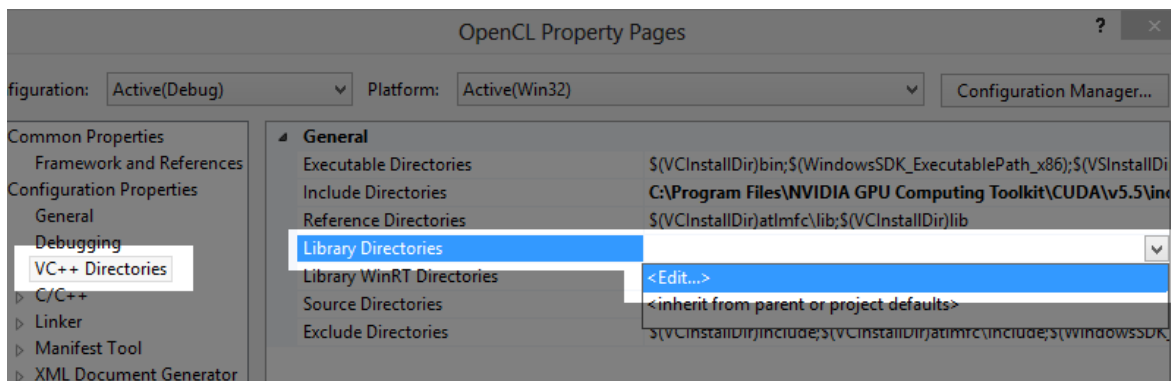 OpenCL Property Pages
?
figuration: Active(Debug) Platform: Active(Win32) Configuration Manager...
Common Properties
Framework and References
Configuration Properties
General
Debugging
VC++ Directories
C/C++
Linker
Manifest Tool
XML Document Generator
General
Executable Directories $(VCInstallDir)bin;$(WindowsSDK_ExecutablePath_x86);$(VSInstallDi
Include Directories C:\Program Files\NVIDIA GPU Computing Toolkit\CUDA\v5.5\inc
Reference Directories $(VCInstallDir)atlmfc\lib;$(VCInstallDir)lib
Library Directories
Library WinRT Directories <Edit...>
Source Directories <inherit from parent or project defaults>
Exclude Directories $(VCInstallDir)include;$(VCInstallDir)atlmfc\include;$(WindowsSDK_